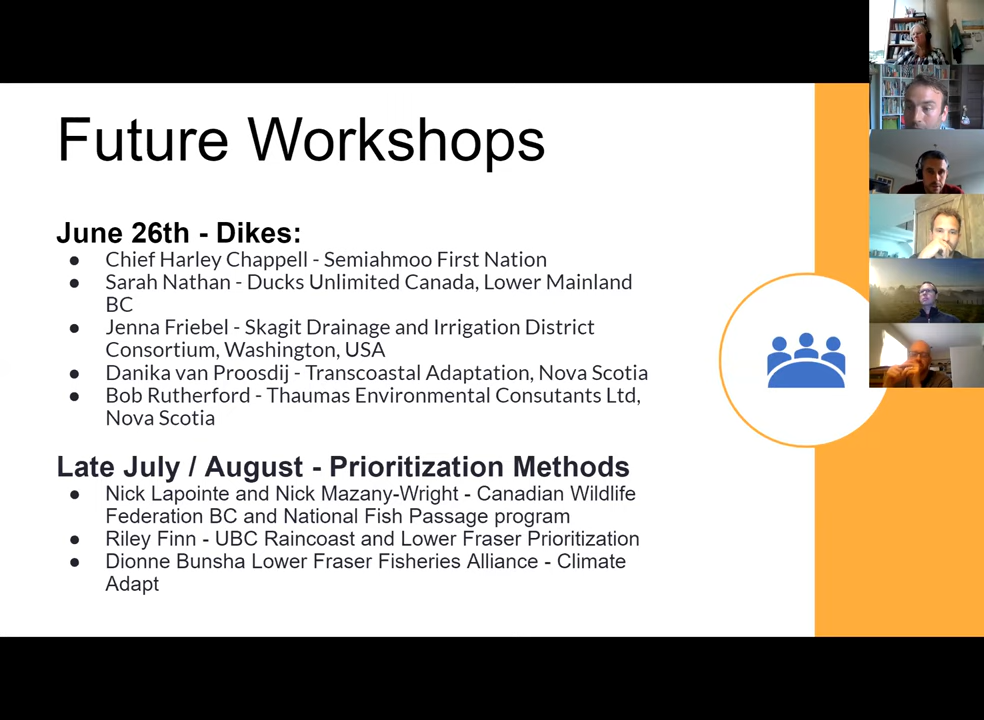 Future Workshops
June 26th - Dikes:
● Chief Harley Chappell - Semiahmoo First Nation
● Sarah Nathan - Ducks Unlimited Canada, Lower Mainland
BC
● Jenna Friebel - Skagit Drainage and Irrigation District
Consortium, Washington, USA
● Danika van Proosdij - Transcoastal Adaptation, Nova Scotia
● Bob Rutherford - Thaumas Environmental Consutants Ltd,
Nova Scotia
Late July / August - Prioritization Methods
● Nick Lapointe and Nick Mazany-Wright - Canadian Wildlife
Federation BC and National Fish Passage program
● Riley Finn - UBC Raincoast and Lower Fraser Prioritization
● Dionne Bunsha Lower Fraser Fisheries Alliance - Climate
Adapt